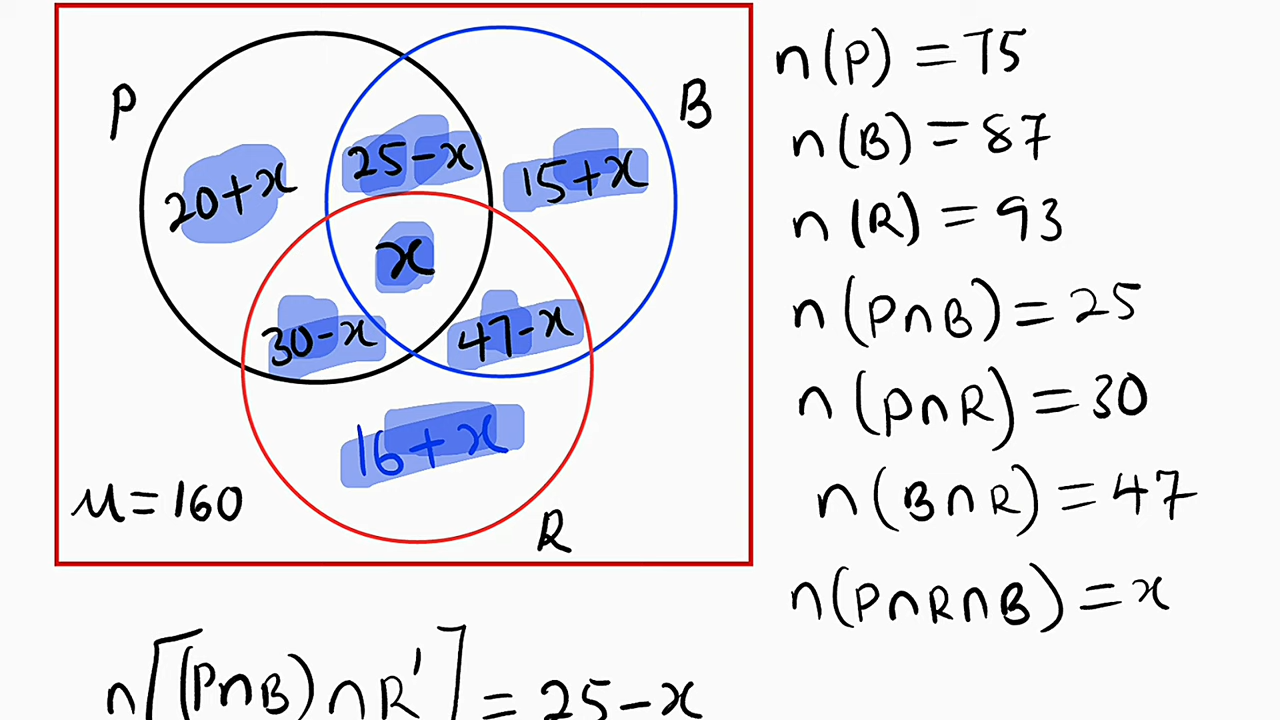 P
B
25-x
15+x
20+x
x
30-x
47-x
16+x
μ=160
R
n(P) = 75
n(B) = 87
n(R) = 93
n(P∩B) = 25
n(P∩R) = 30
n(B∩R) = 47
n(P∩R∩B) = x
n[(P∩B)∩R'] = 25-x